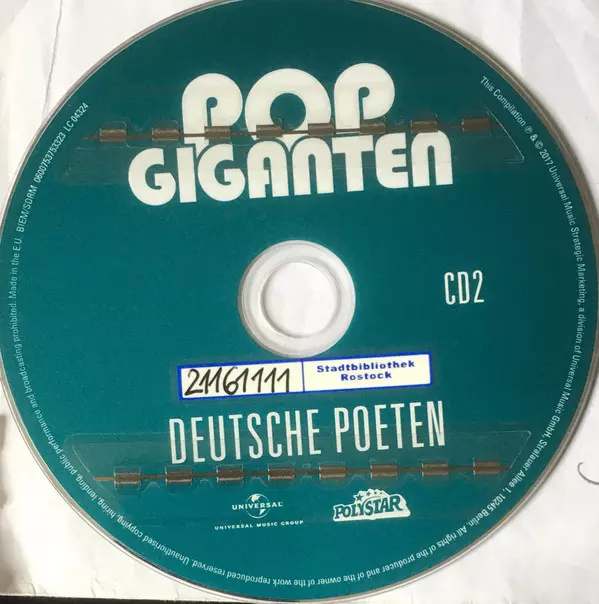 POP
GIGANTEN
CD2
21161111
Stadtbibliothek
Rostock
DEUTSCHE POETEN
UNIVERSAL
UNIVERSAL MUSIC GROUP
POLYSTAR
This Compilation ℗ & © 2017 Universal Music Strategic Marketing, a division of Universal Music GmbH, Stralauer Allee 1, 10245 Berlin. All rights of the producer and of the owner of the work reproduced reserved. Unauthorised copying, hiring, lending, public performance and broadcasting prohibited. Made in the E.U. BIEM/SDRM 0600753753323 LC 04324